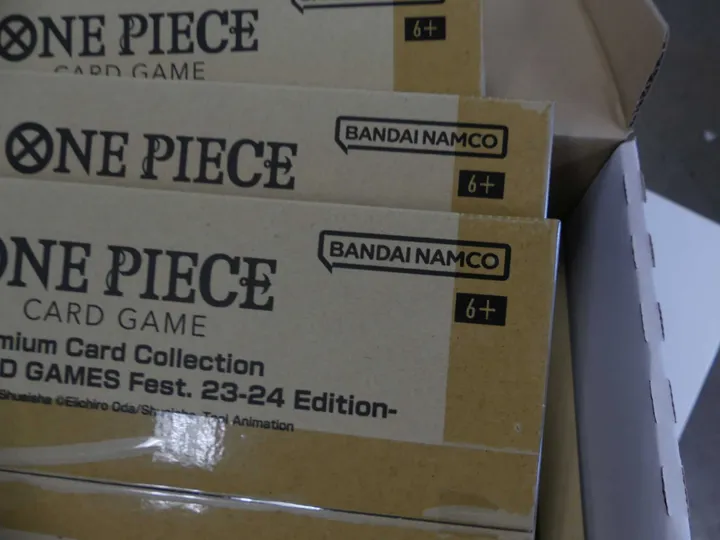 ONE PIECE
CARD GAME
6+
ONE PIECE
BANDAI NAMCO
6+
ONE PIECE
BANDAI NAMCO
CARD GAME
6+
mium Card Collection
D GAMES Fest. 23-24 Edition-
Shueisha ©Eiichiro Oda/Shueisha, Toei Animation